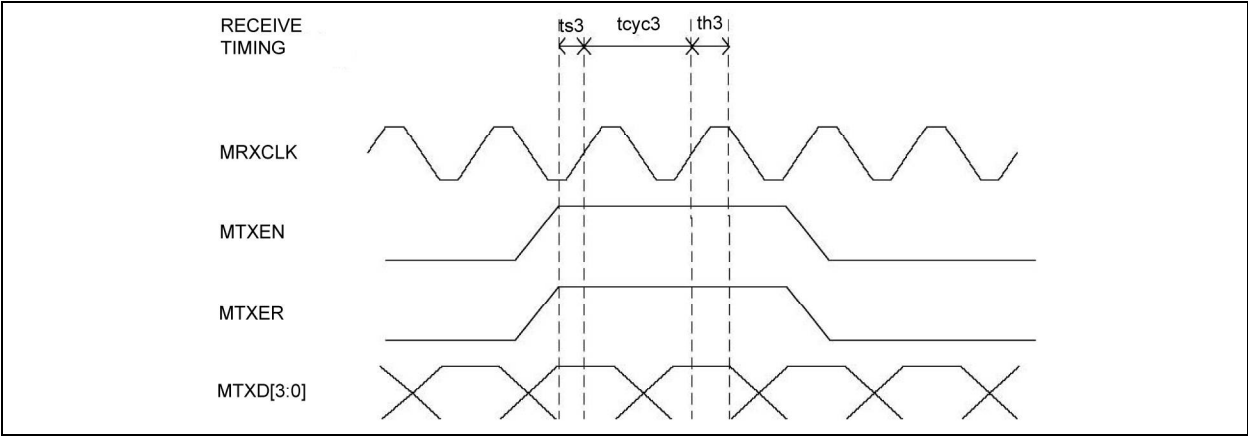 RECEIVE
TIMING
ts3
tcyc3
th3
MRXCLK
MTXEN
MTXER
MTXD[3:0]